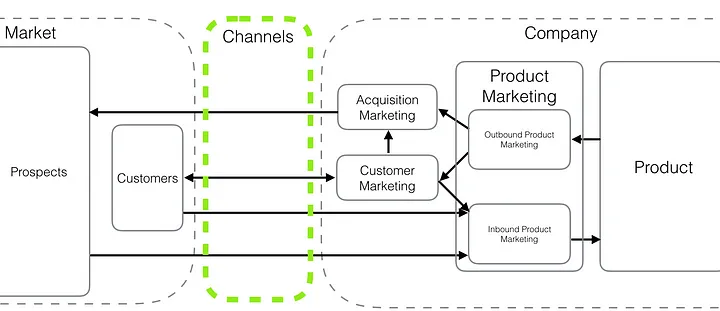 Market
Channels
Company
Prospects
Customers
Acquisition
Marketing
Customer
Marketing
Product
Marketing
Outbound Product
Marketing
Inbound Product
Marketing
Product